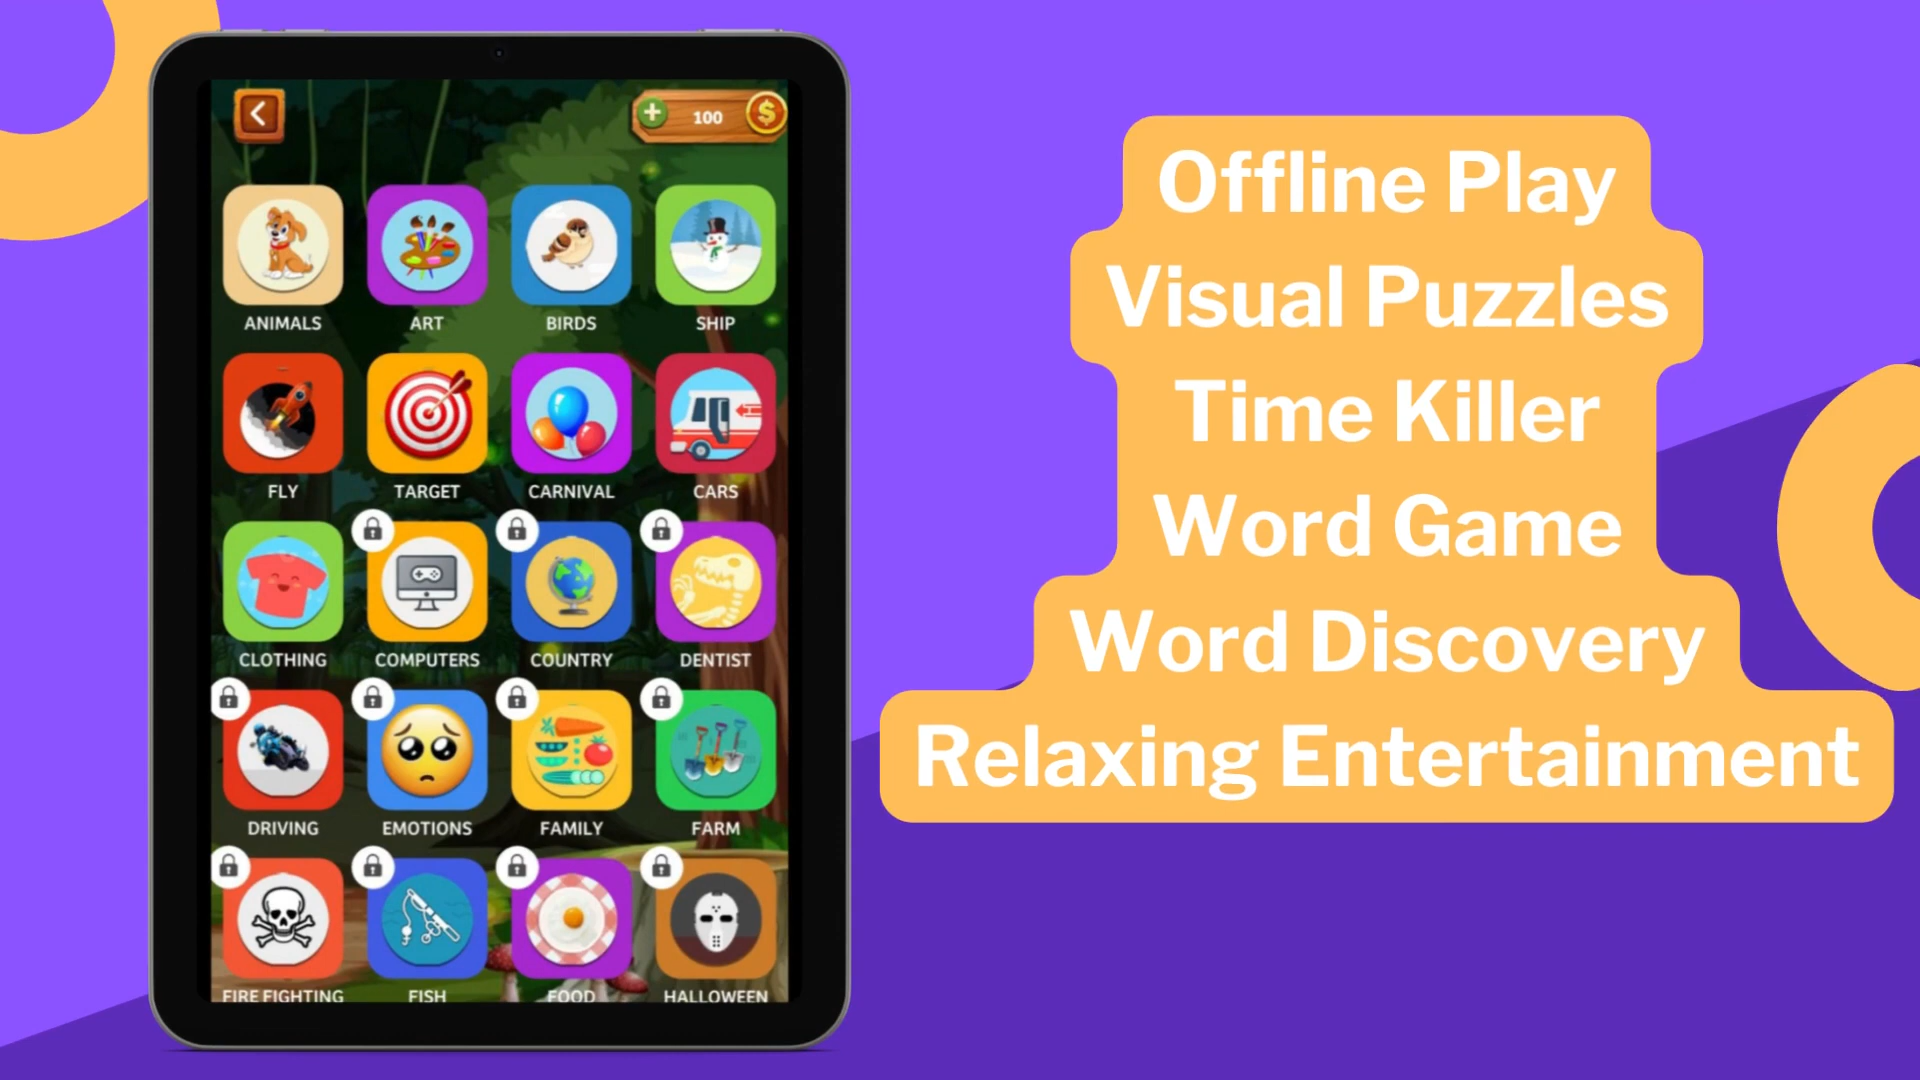 100
ANIMALS ART BIRDS SHIP
FLY TARGET CARNIVAL CARS
CLOTHING COMPUTERS COUNTRY DENTIST
DRIVING EMOTIONS FAMILY FARM
FIRE FIGHTING FISH FOOD HALLOWEEN
Offline Play
Visual Puzzles
Time Killer
Word Game
Word Discovery
Relaxing Entertainment